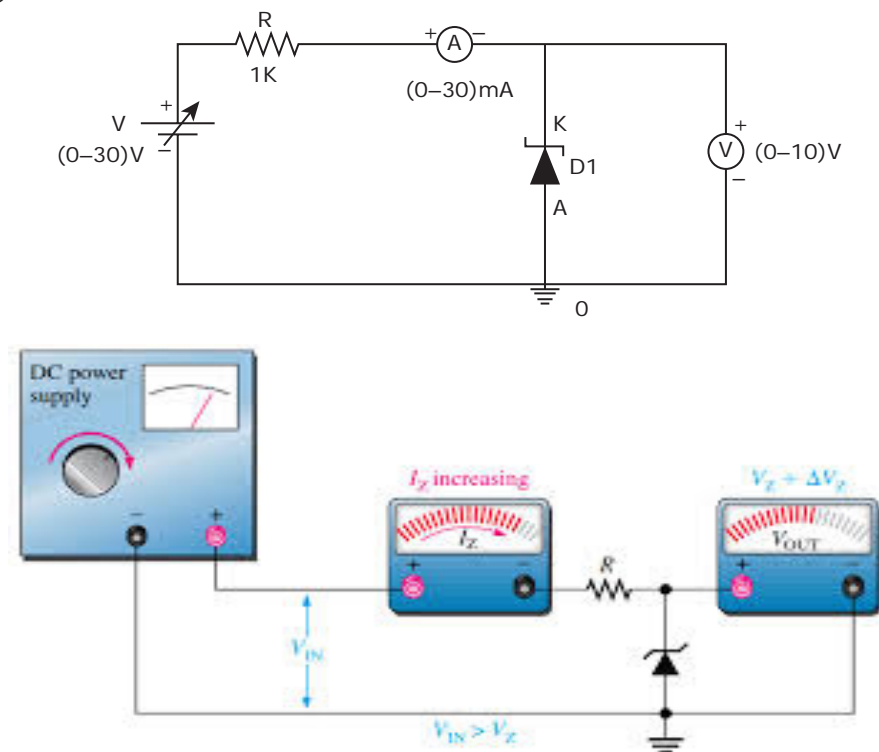 R
1K
+ A −
(0–30)mA
V
+
−
(0–30)V
K
D1
A
+
V
−
(0–10)V
0
DC power
supply
− +
I_Z increasing
I_Z
+ −
R
V_Z + ΔV_Z
V_OUT
+ −
V_IN
V_IN > V_Z